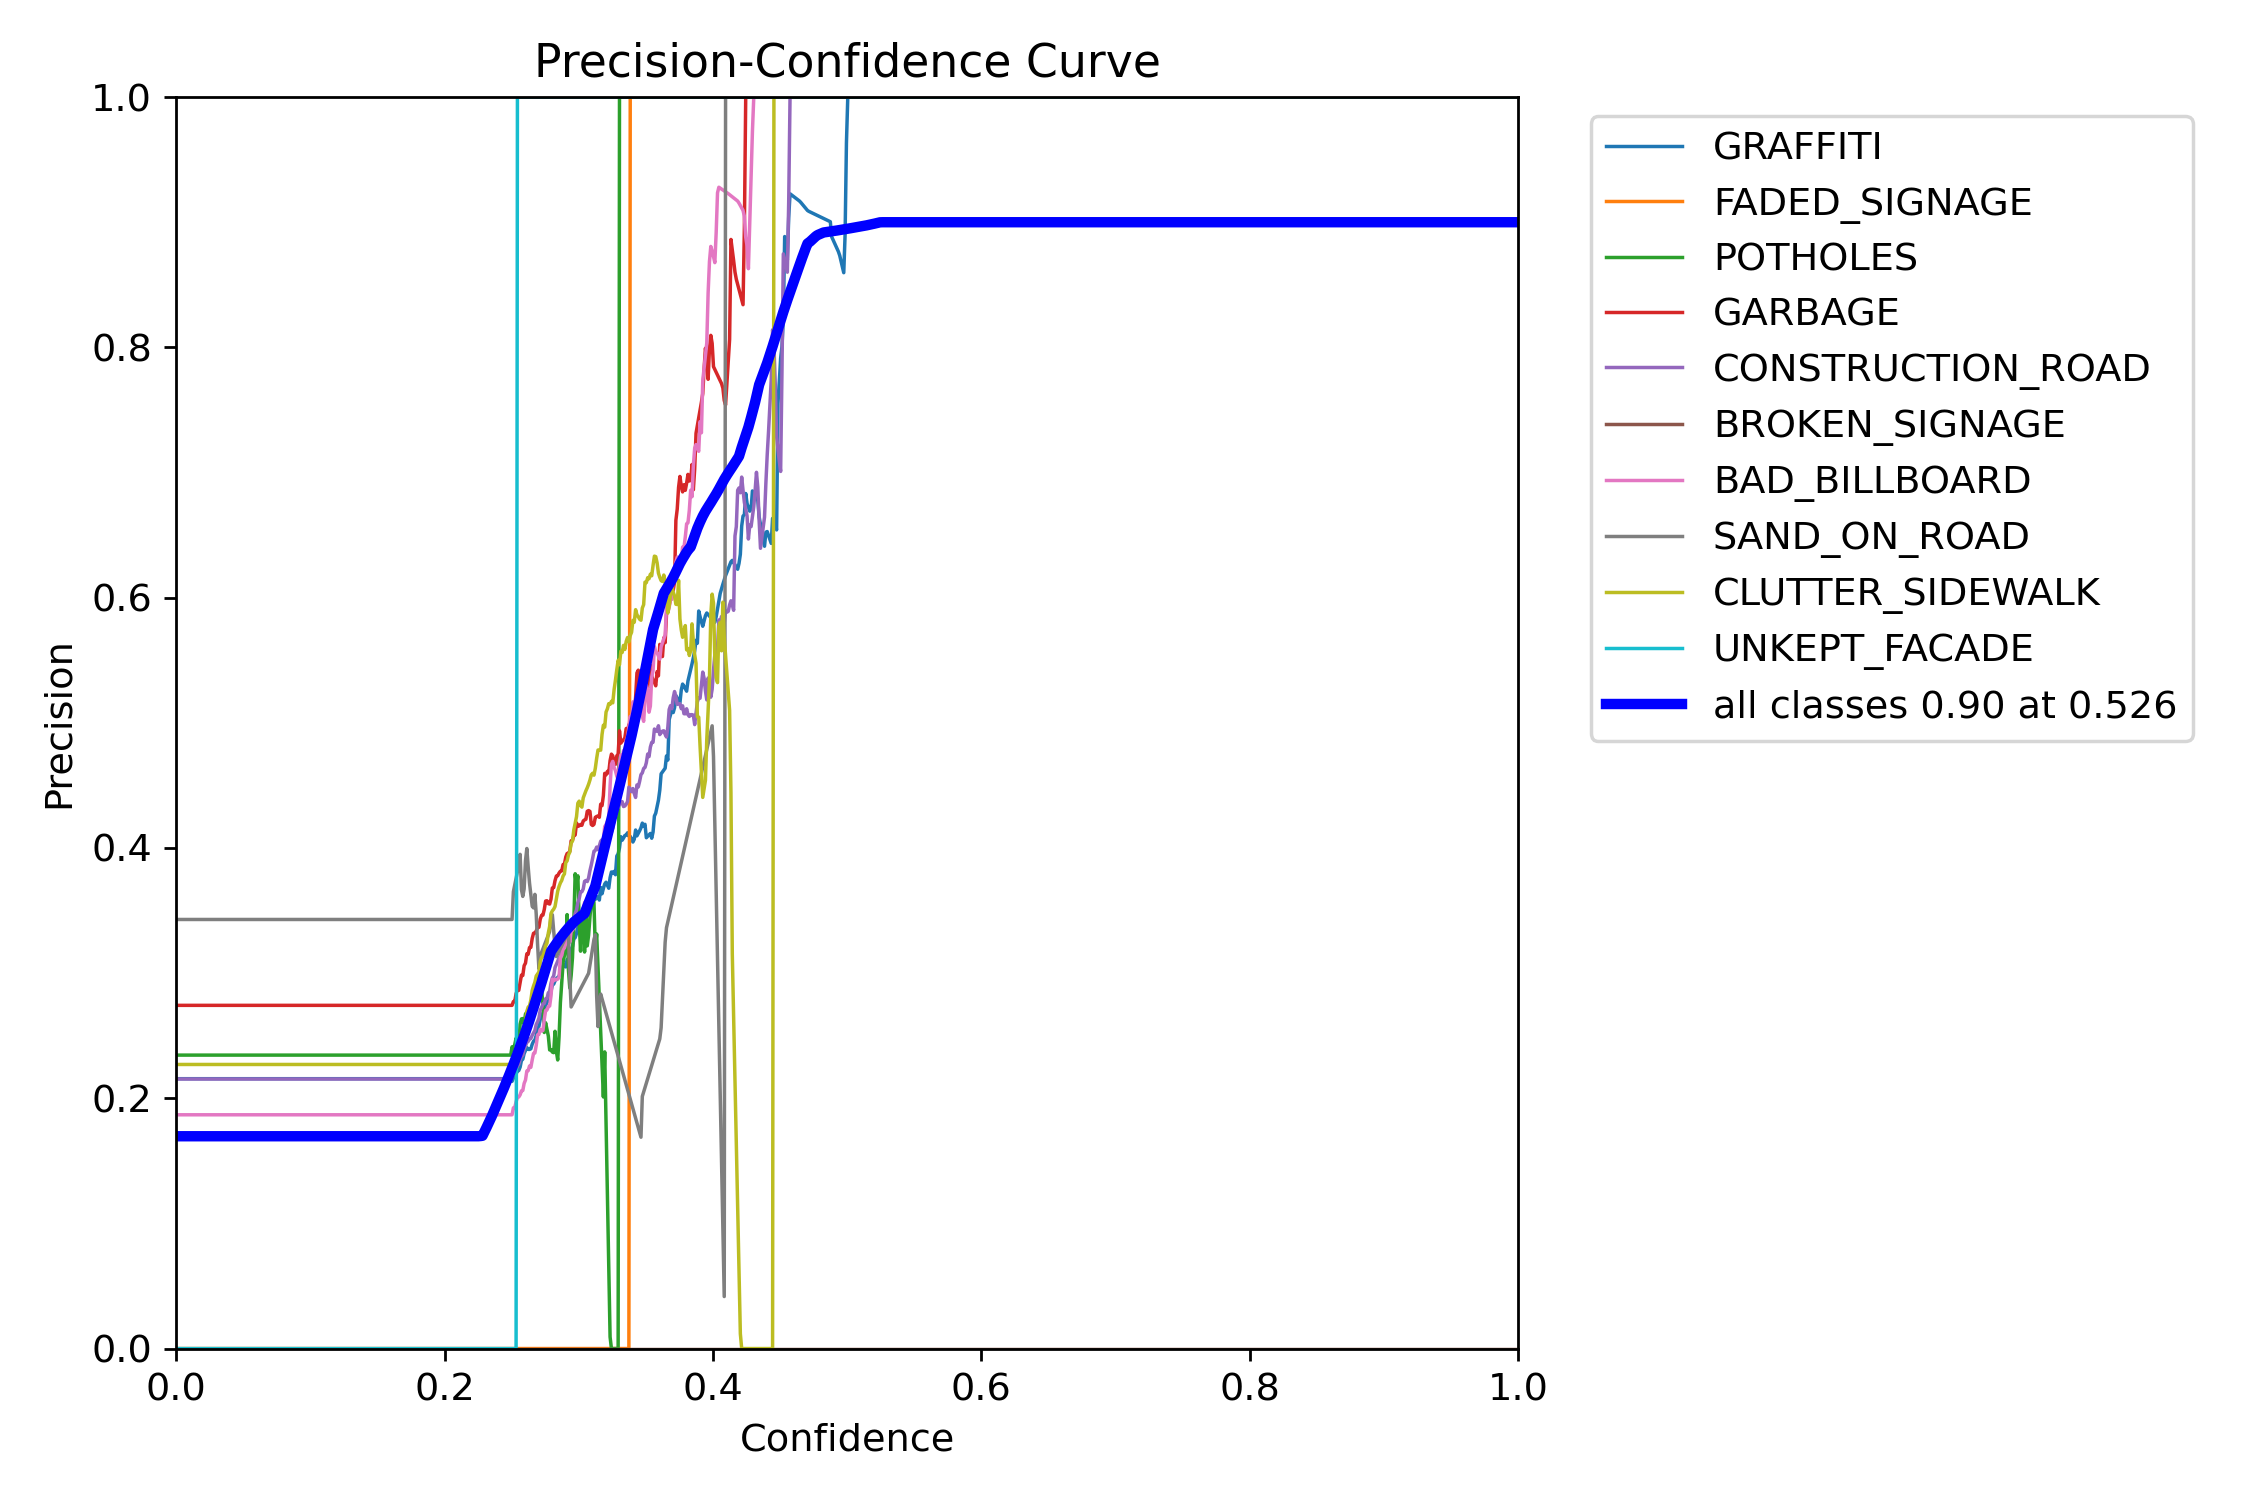 Precision-Confidence Curve
1.0
0.8
0.6
0.4
0.2
0.0
Precision
0.0 0.2 0.4 0.6 0.8 1.0
Confidence
GRAFFITI
FADED_SIGNAGE
POTHOLES
GARBAGE
CONSTRUCTION_ROAD
BROKEN_SIGNAGE
BAD_BILLBOARD
SAND_ON_ROAD
CLUTTER_SIDEWALK
UNKEPT_FACADE
all classes 0.90 at 0.526